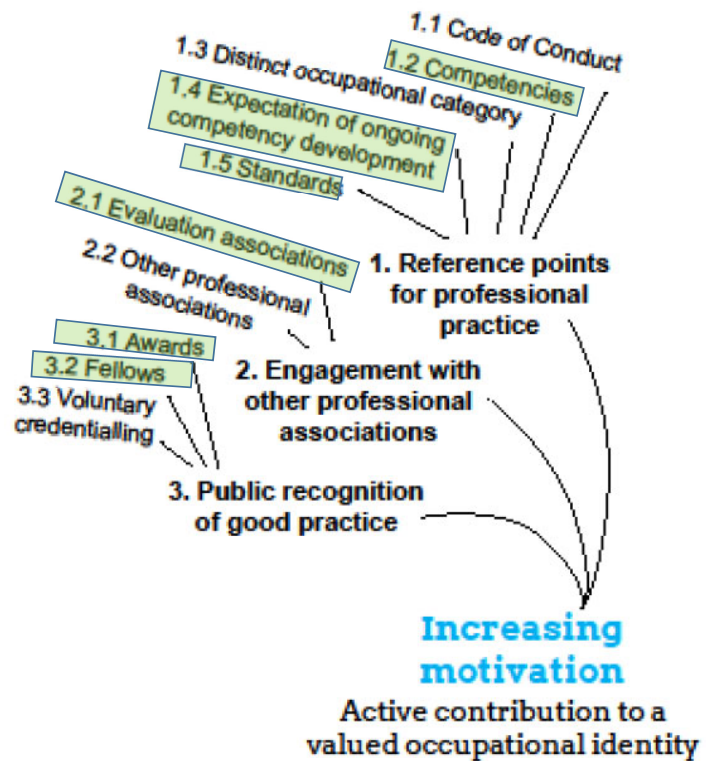 1.1 Code of Conduct
1.2 Competencies
1.3 Distinct occupational category
1.4 Expectation of ongoing
competency development
1.5 Standards
1. Reference points
for professional
practice
2.1 Evaluation associations
2.2 Other professional
associations
2. Engagement with
other professional
associations
3.1 Awards
3.2 Fellows
3.3 Voluntary
credentialling
3. Public recognition
of good practice
Increasing
motivation
Active contribution to a
valued occupational identity